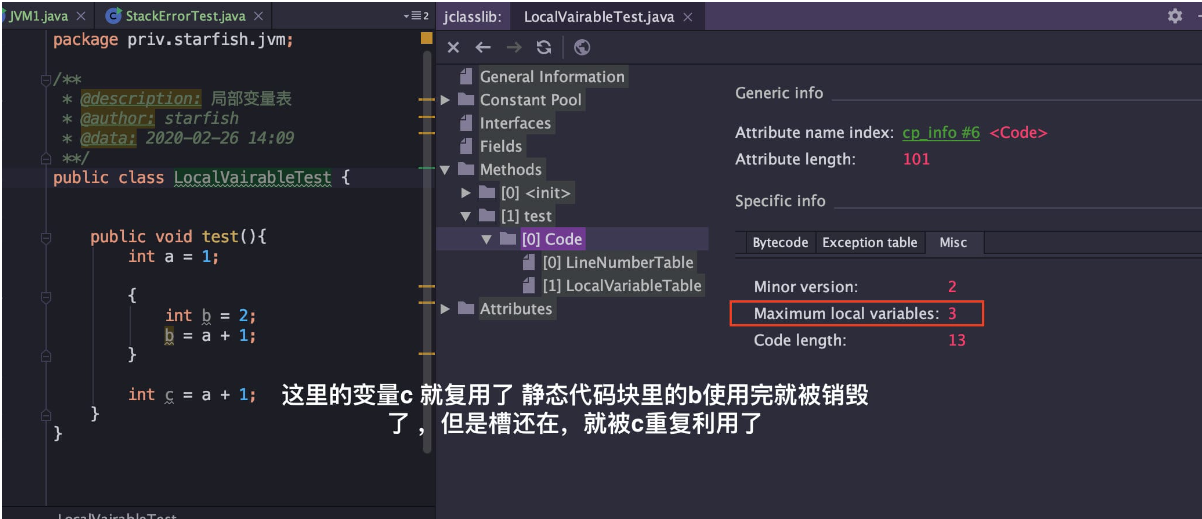 JVM1.java
StackErrorTest.java
2
jclasslib:
LocalVairableTest.java
package priv.starfish.jvm;
/**
* @description: 局部变量表
* @author: starfish
* @data: 2020-02-26 14:09
**/
public class LocalVairableTest {
public void test(){
int a = 1;
{
int b = 2;
b = a + 1;
}
int c = a + 1;
}
}
LocalVairableTest
General Information
Constant Pool
Interfaces
Fields
Methods
[0] <init>
[1] test
[0] Code
[0] LineNumberTable
[1] LocalVariableTable
Attributes
Generic info
Attribute name index: cp_info #6 <Code>
Attribute length: 101
Specific info
Bytecode Exception table Misc
Minor version: 2
Maximum local variables: 3
Code length: 13
这里的变量c 就复用了 静态代码块里的b使用完就被销毁
了 ，但是槽还在，就被c重复利用了